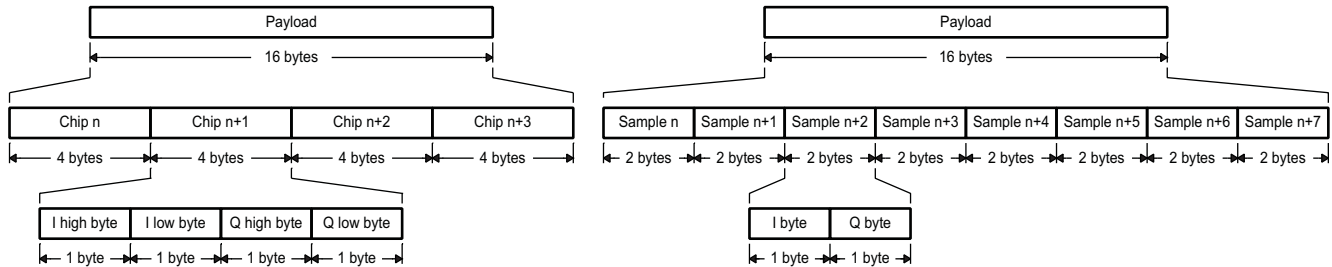 Payload
16 bytes
Chip n Chip n+1 Chip n+2 Chip n+3
4 bytes 4 bytes 4 bytes 4 bytes
I high byte I low byte Q high byte Q low byte
1 byte 1 byte 1 byte 1 byte
Payload
16 bytes
Sample n Sample n+1 Sample n+2 Sample n+3 Sample n+4 Sample n+5 Sample n+6 Sample n+7
2 bytes 2 bytes 2 bytes 2 bytes 2 bytes 2 bytes 2 bytes 2 bytes
I byte Q byte
1 byte 1 byte